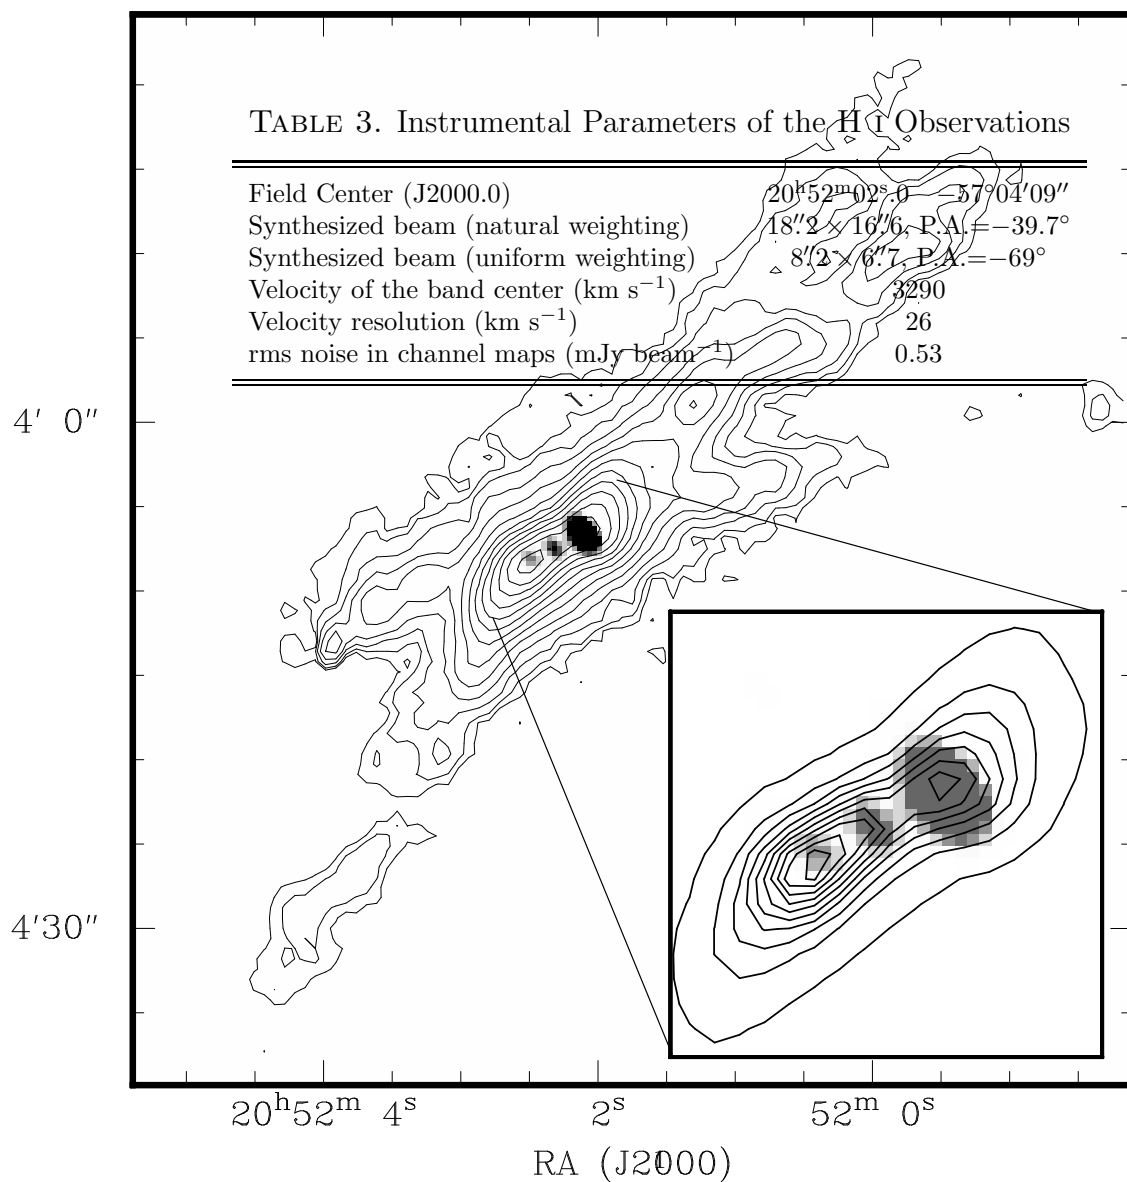 TABLE 3. Instrumental Parameters of the H I Observations
Field Center (J2000.0) 20ʰ52ᵐ02ˢ.0 −57°04′09″
Synthesized beam (natural weighting) 18″.2 × 16″.6, P.A.=−39.7°
Synthesized beam (uniform weighting) 8″.2 × 6″.7, P.A.=−69°
Velocity of the band center (km s⁻¹) 3290
Velocity resolution (km s⁻¹) 26
rms noise in channel maps (mJy beam⁻¹) 0.53
4′ 0″
4′30″
20ʰ52ᵐ 4ˢ 2ˢ 52ᵐ 0ˢ
RA (J2000)